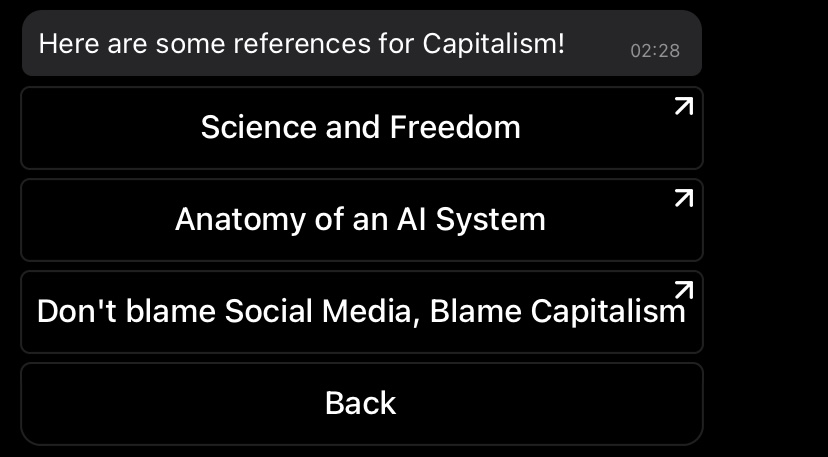 Here are some references for Capitalism!
02:28
Science and Freedom
Anatomy of an AI System
Don't blame Social Media, Blame Capitalism
Back